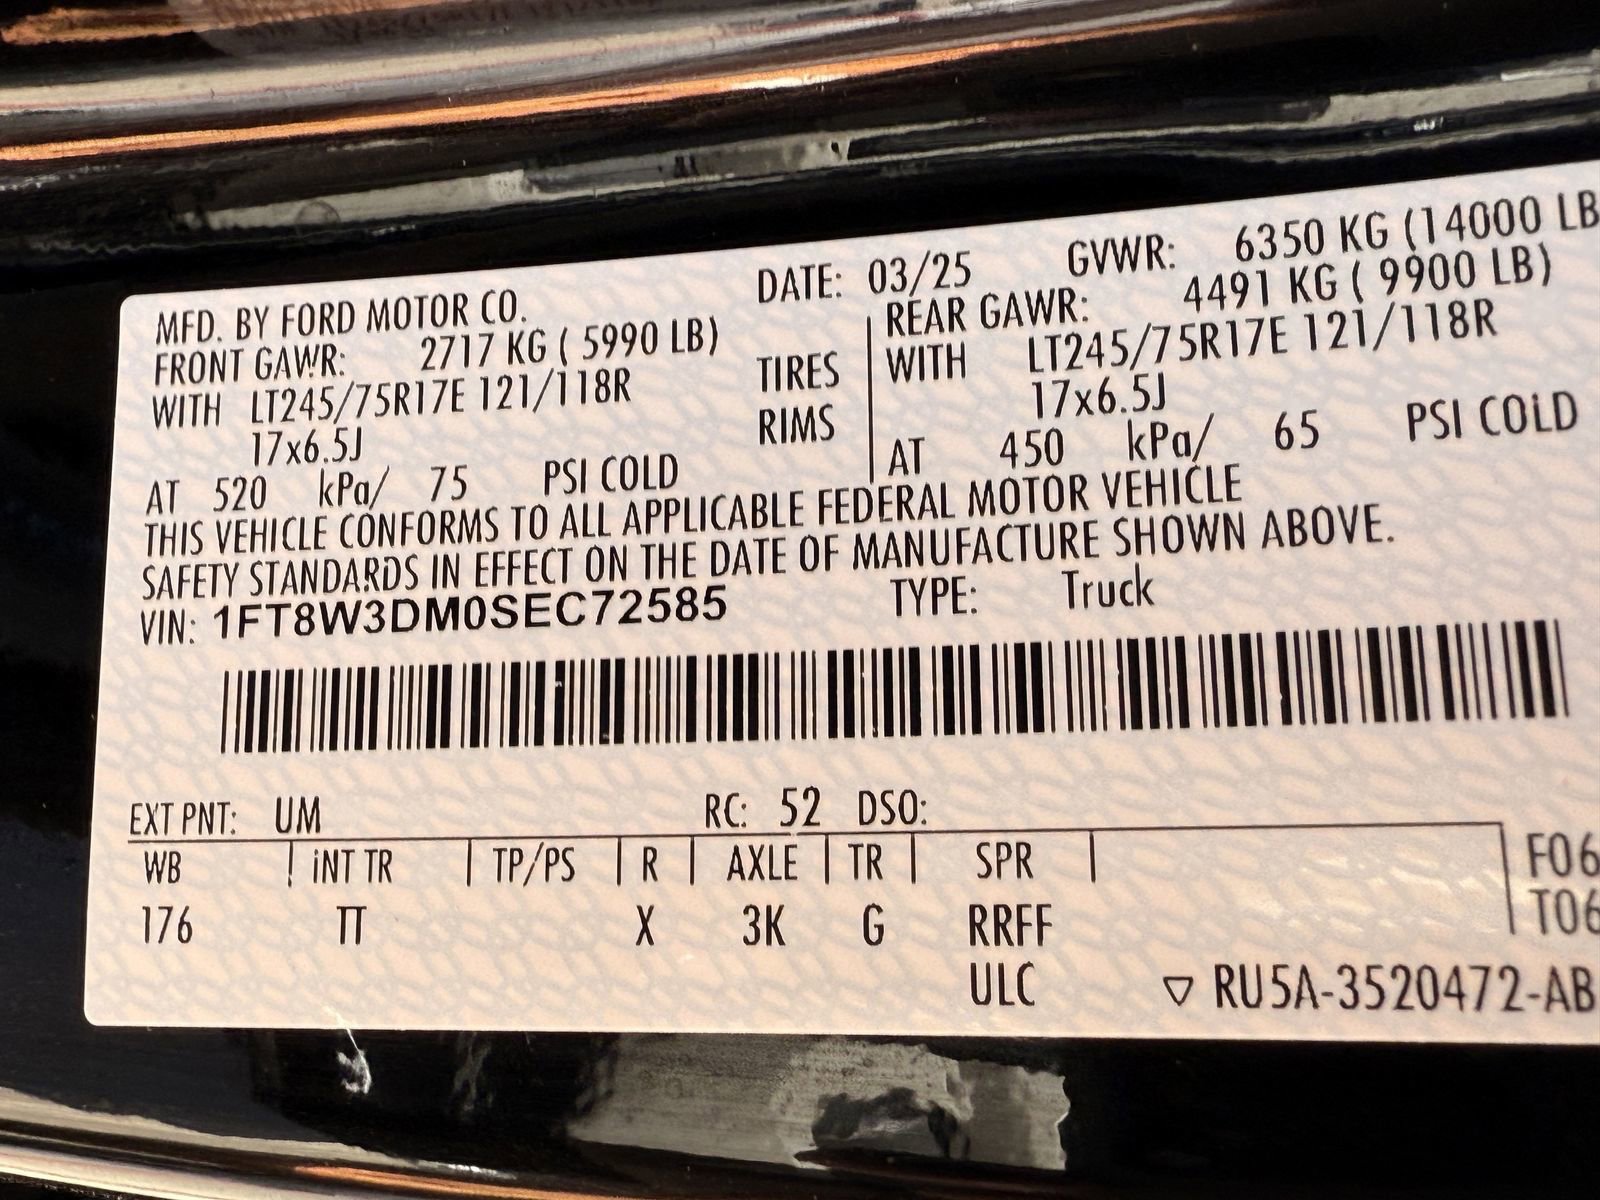 MFD. BY FORD MOTOR CO. DATE: 03/25 GVWR: 6350 KG (14000 LB
FRONT GAWR: 2717 KG ( 5990 LB) REAR GAWR: 4491 KG ( 9900 LB)
WITH LT245/75R17E 121/118R TIRES WITH LT245/75R17E 121/118R
17x6.5J RIMS 17x6.5J
AT 520 kPa/ 75 PSI COLD AT 450 kPa/ 65 PSI COLD
THIS VEHICLE CONFORMS TO ALL APPLICABLE FEDERAL MOTOR VEHICLE
SAFETY STANDARDS IN EFFECT ON THE DATE OF MANUFACTURE SHOWN ABOVE.
VIN: 1FT8W3DM0SEC72585 TYPE: Truck
EXT PNT: UM RC: 52 DSO:
WB INT TR TP/PS R AXLE TR SPR F06
176 TT X 3K G RRFF T06
ULC ▽ RU5A-3520472-AB